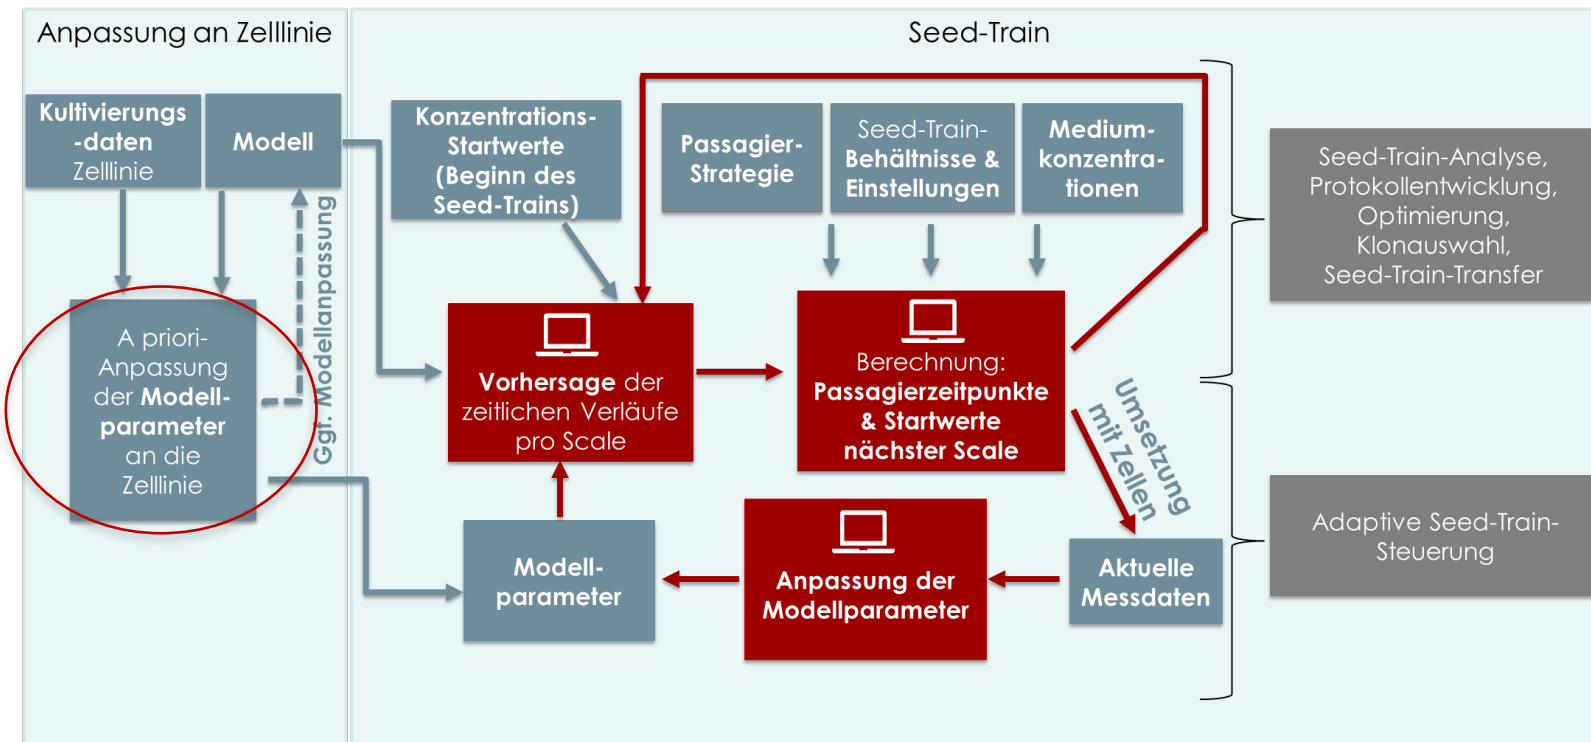 Anpassung an Zelllinie
Seed-Train
Kultivierungs
-daten
Zelllinie
Modell
Ggf. Modellanpassung
A priori-
Anpassung
der Modell-
parameter
an die
Zelllinie
Konzentrations-
Startwerte
(Beginn des
Seed-Trains)
Passagier-
Strategie
Seed-Train-
Behältnisse &
Einstellungen
Medium-
konzentra-
tionen
Vorhersage der
zeitlichen Verläufe
pro Scale
Berechnung:
Passagierzeitpunkte
& Startwerte
nächster Scale
Umsetzung
mit Zellen
Modell-
parameter
Anpassung der
Modellparameter
Aktuelle
Messdaten
Seed-Train-Analyse,
Protokollentwicklung,
Optimierung,
Klonauswahl,
Seed-Train-Transfer
Adaptive Seed-Train-
Steuerung